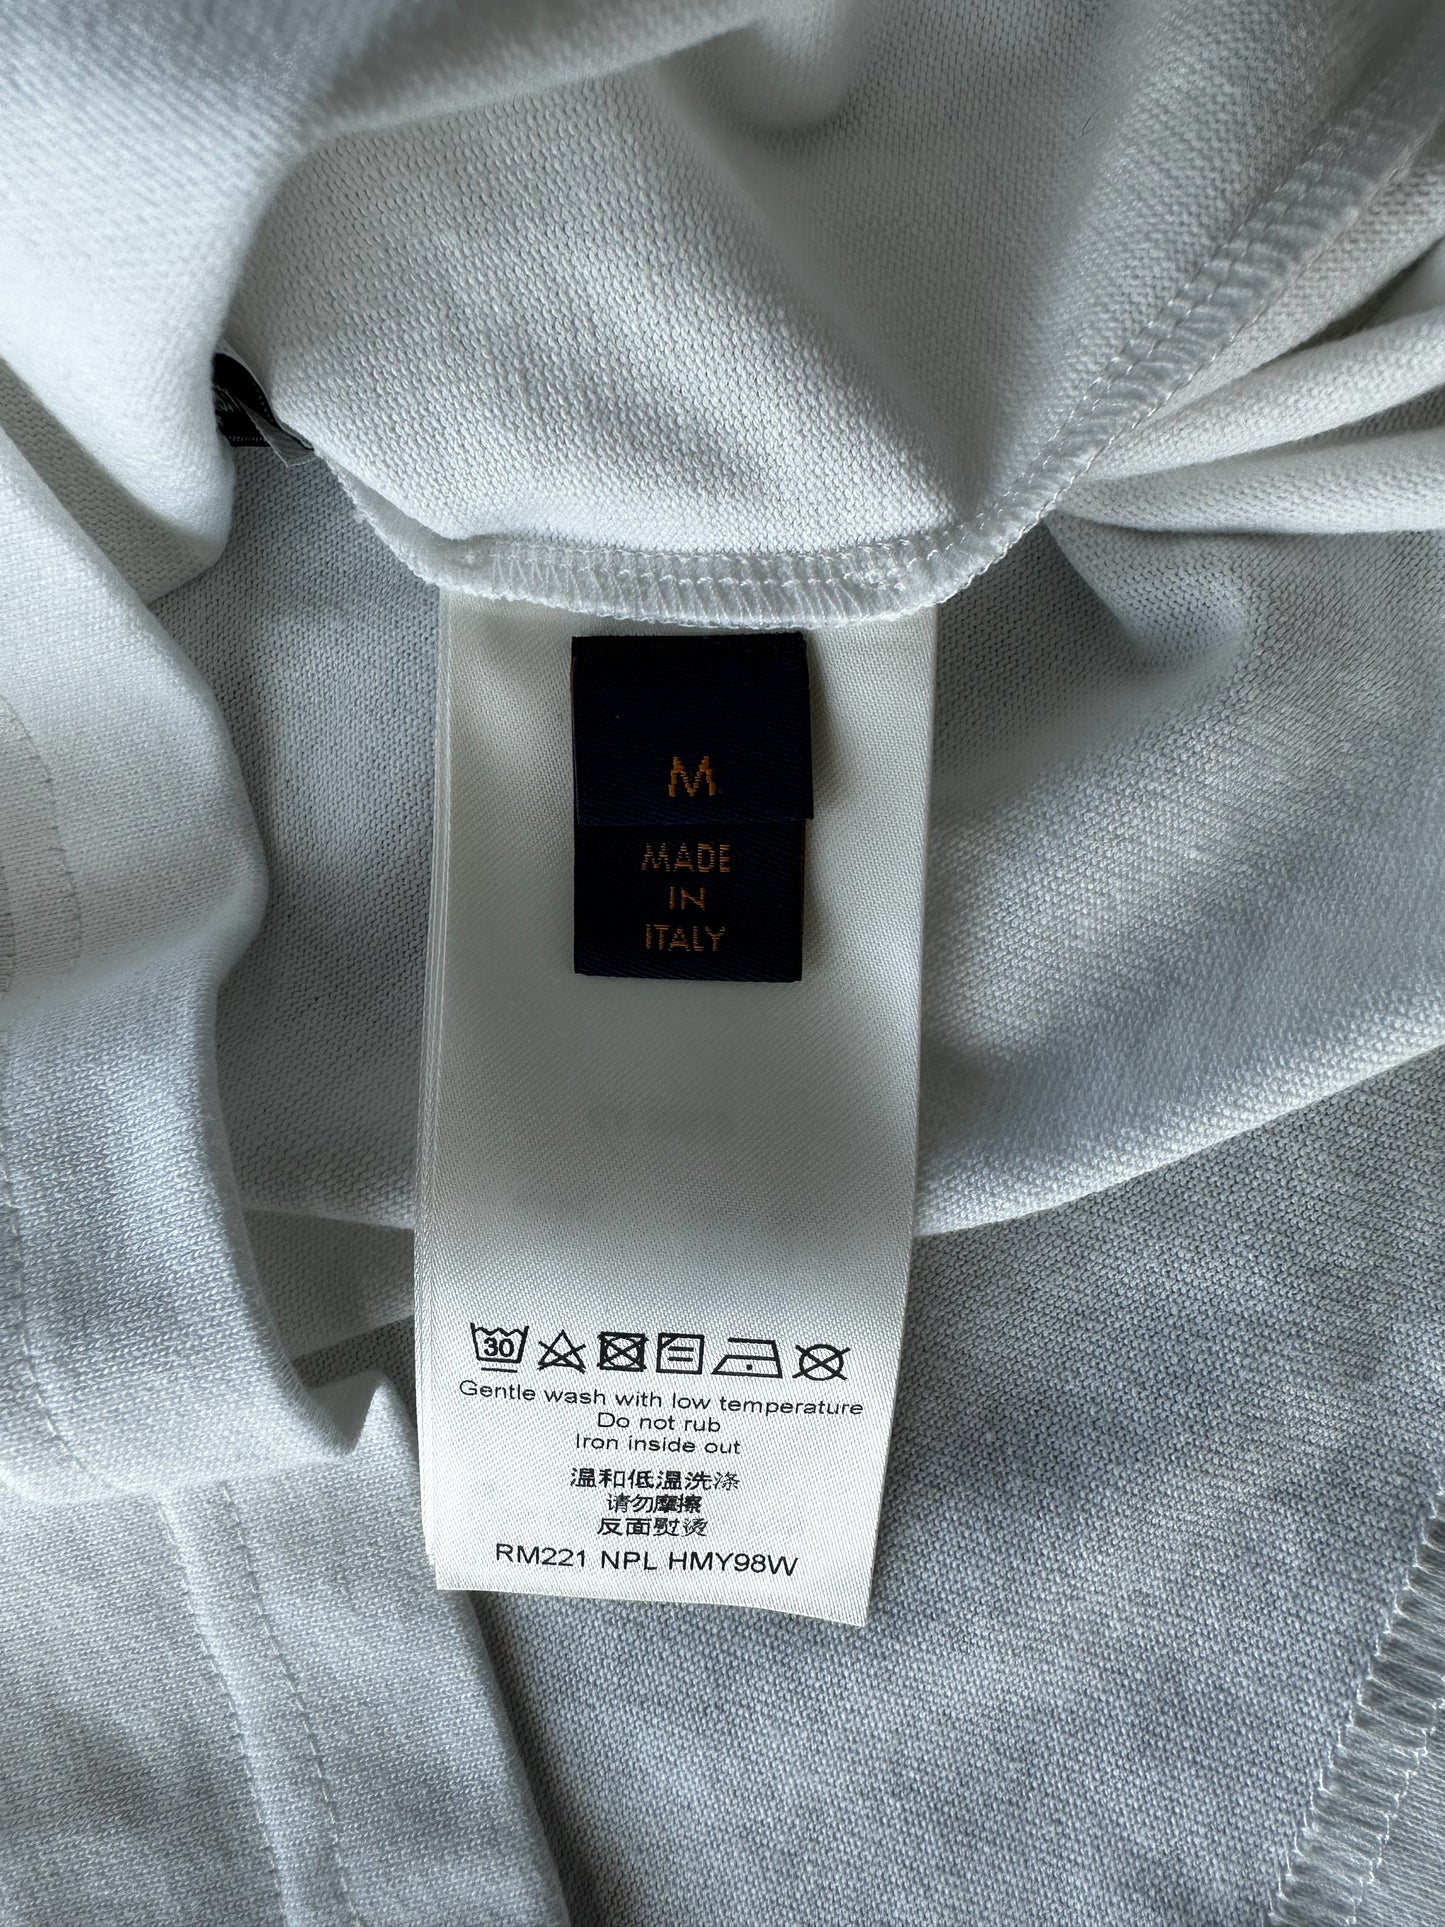 M
MADE
IN
ITALY
30
Gentle wash with low temperature
Do not rub
Iron inside out
温和低温洗涤
请勿摩擦
反面熨烫
RM221 NPL HMY98W